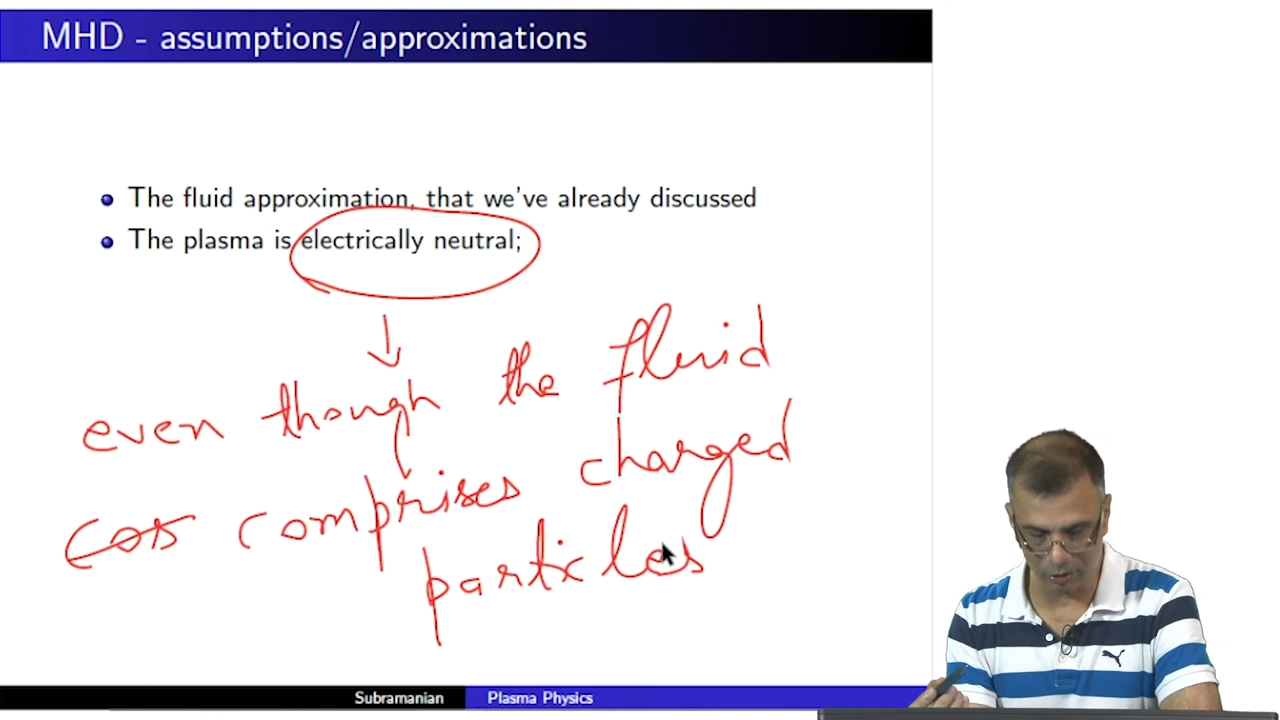 MHD - assumptions/approximations
The fluid approximation, that we've already discussed
The plasma is electrically neutral;
even though the fluid
cos comprises charged
particles
Subramanian Plasma Physics